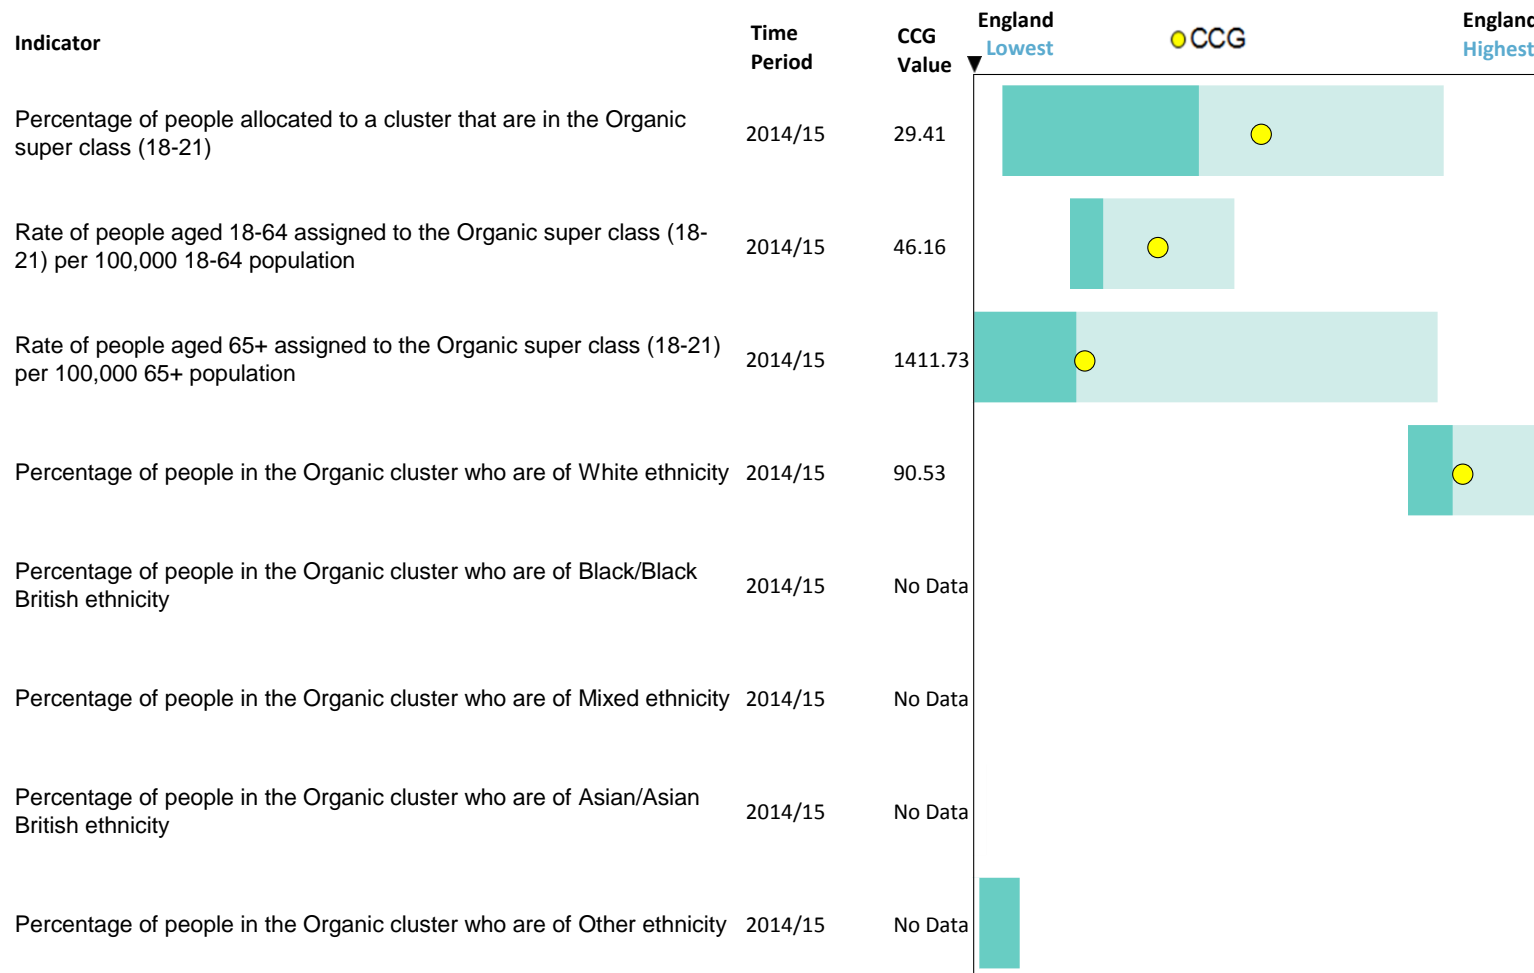 Indicator
Time
Period
CCG
Value
England
Lowest
CCG
England
Highest
Percentage of people allocated to a cluster that are in the Organic
super class (18-21)
2014/15
29.41
Rate of people aged 18-64 assigned to the Organic super class (18-
21) per 100,000 18-64 population
2014/15
46.16
Rate of people aged 65+ assigned to the Organic super class (18-21)
per 100,000 65+ population
2014/15
1411.73
Percentage of people in the Organic cluster who are of White ethnicity 2014/15 90.53
Percentage of people in the Organic cluster who are of Black/Black
British ethnicity
2014/15
No Data
Percentage of people in the Organic cluster who are of Mixed ethnicity 2014/15 No Data
Percentage of people in the Organic cluster who are of Asian/Asian
British ethnicity
2014/15
No Data
Percentage of people in the Organic cluster who are of Other ethnicity 2014/15 No Data